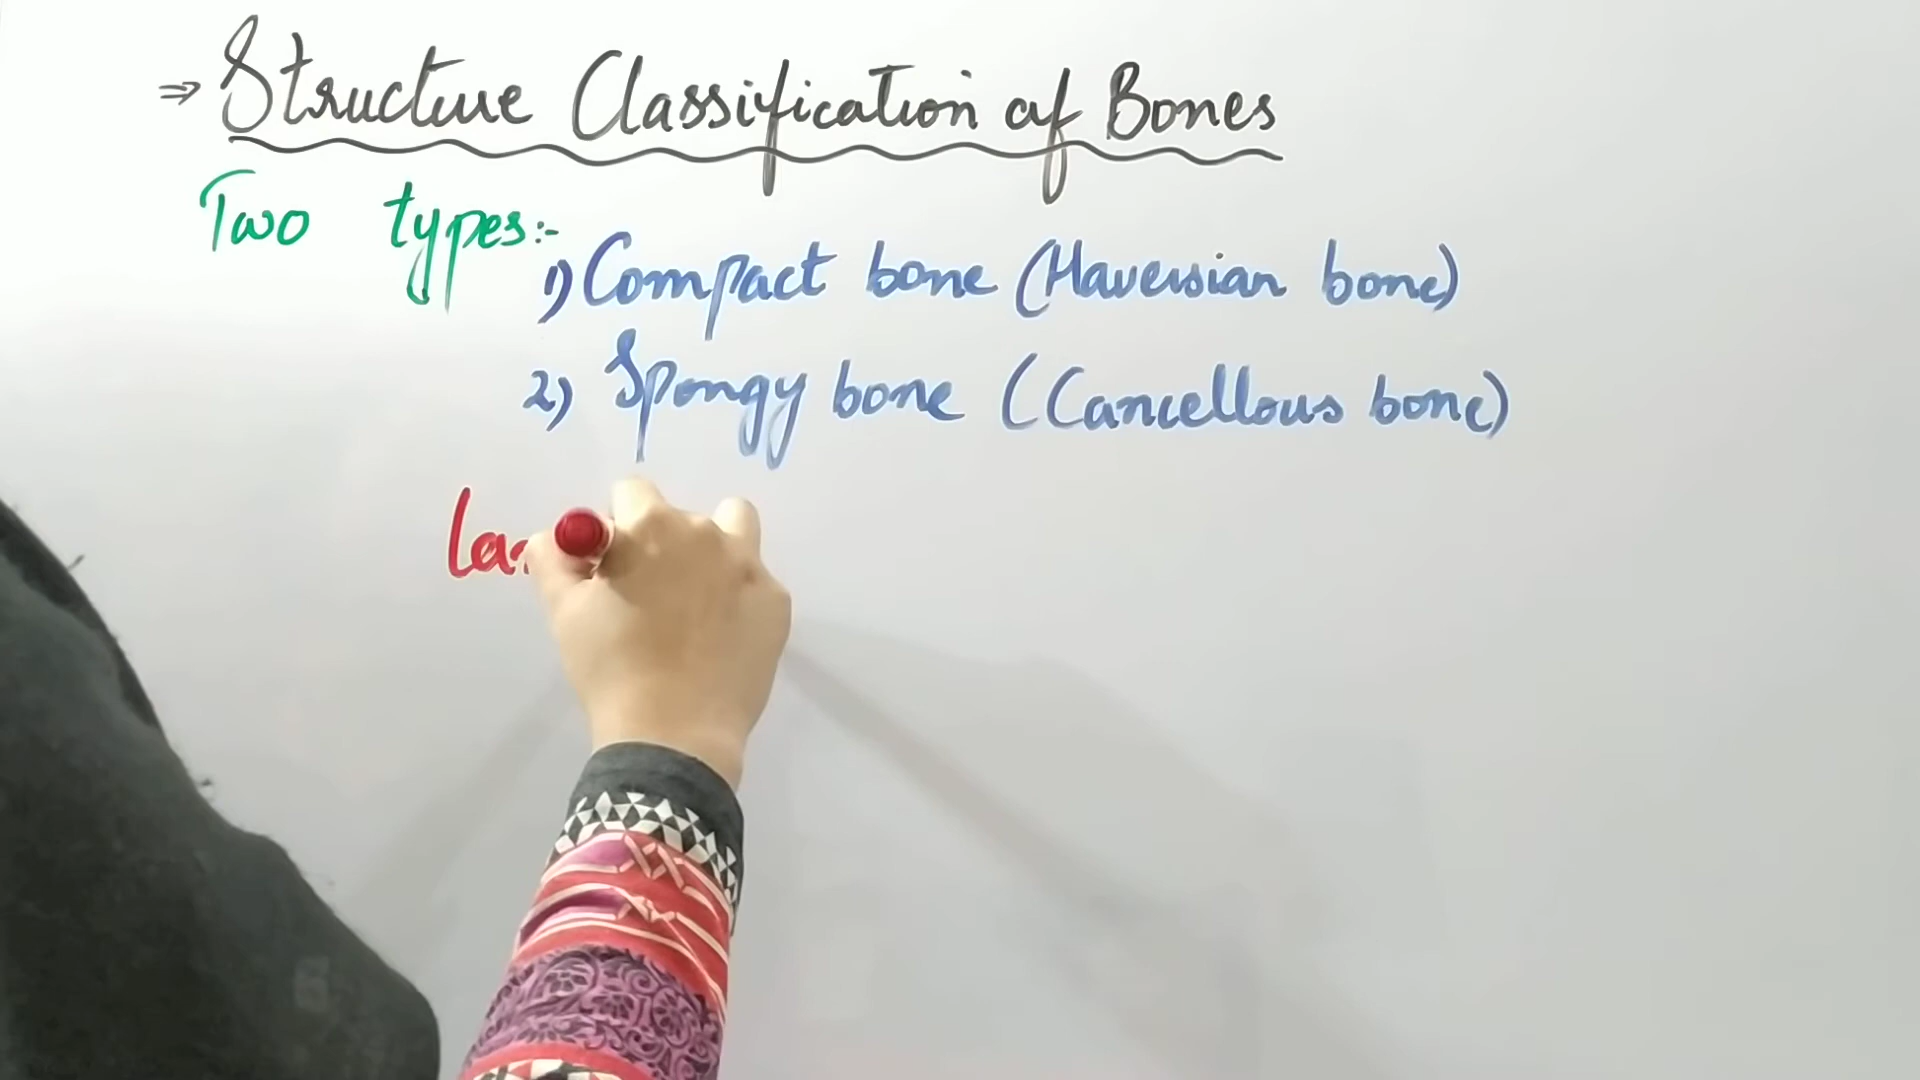 ⇒ Structure Classification of Bones
Two types:-
1) Compact bone (Haversian bone)
2) Spongy bone (Cancellous bone)